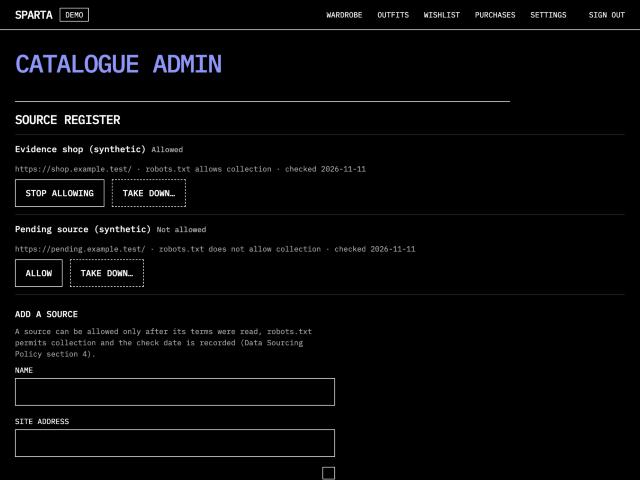 SPARTA DEMO WARDROBE OUTFITS WISHLIST PURCHASES SETTINGS SIGN OUT
CATALOGUE ADMIN
SOURCE REGISTER
Evidence shop (synthetic) Allowed
https://shop.example.test/ · robots.txt allows collection · checked 2026-11-11
STOP ALLOWING TAKE DOWN…
Pending source (synthetic) Not allowed
https://pending.example.test/ · robots.txt does not allow collection · checked 2026-11-11
ALLOW TAKE DOWN…
ADD A SOURCE
A source can be allowed only after its terms were read, robots.txt
permits collection and the check date is recorded (Data Sourcing
Policy section 4).
NAME
SITE ADDRESS